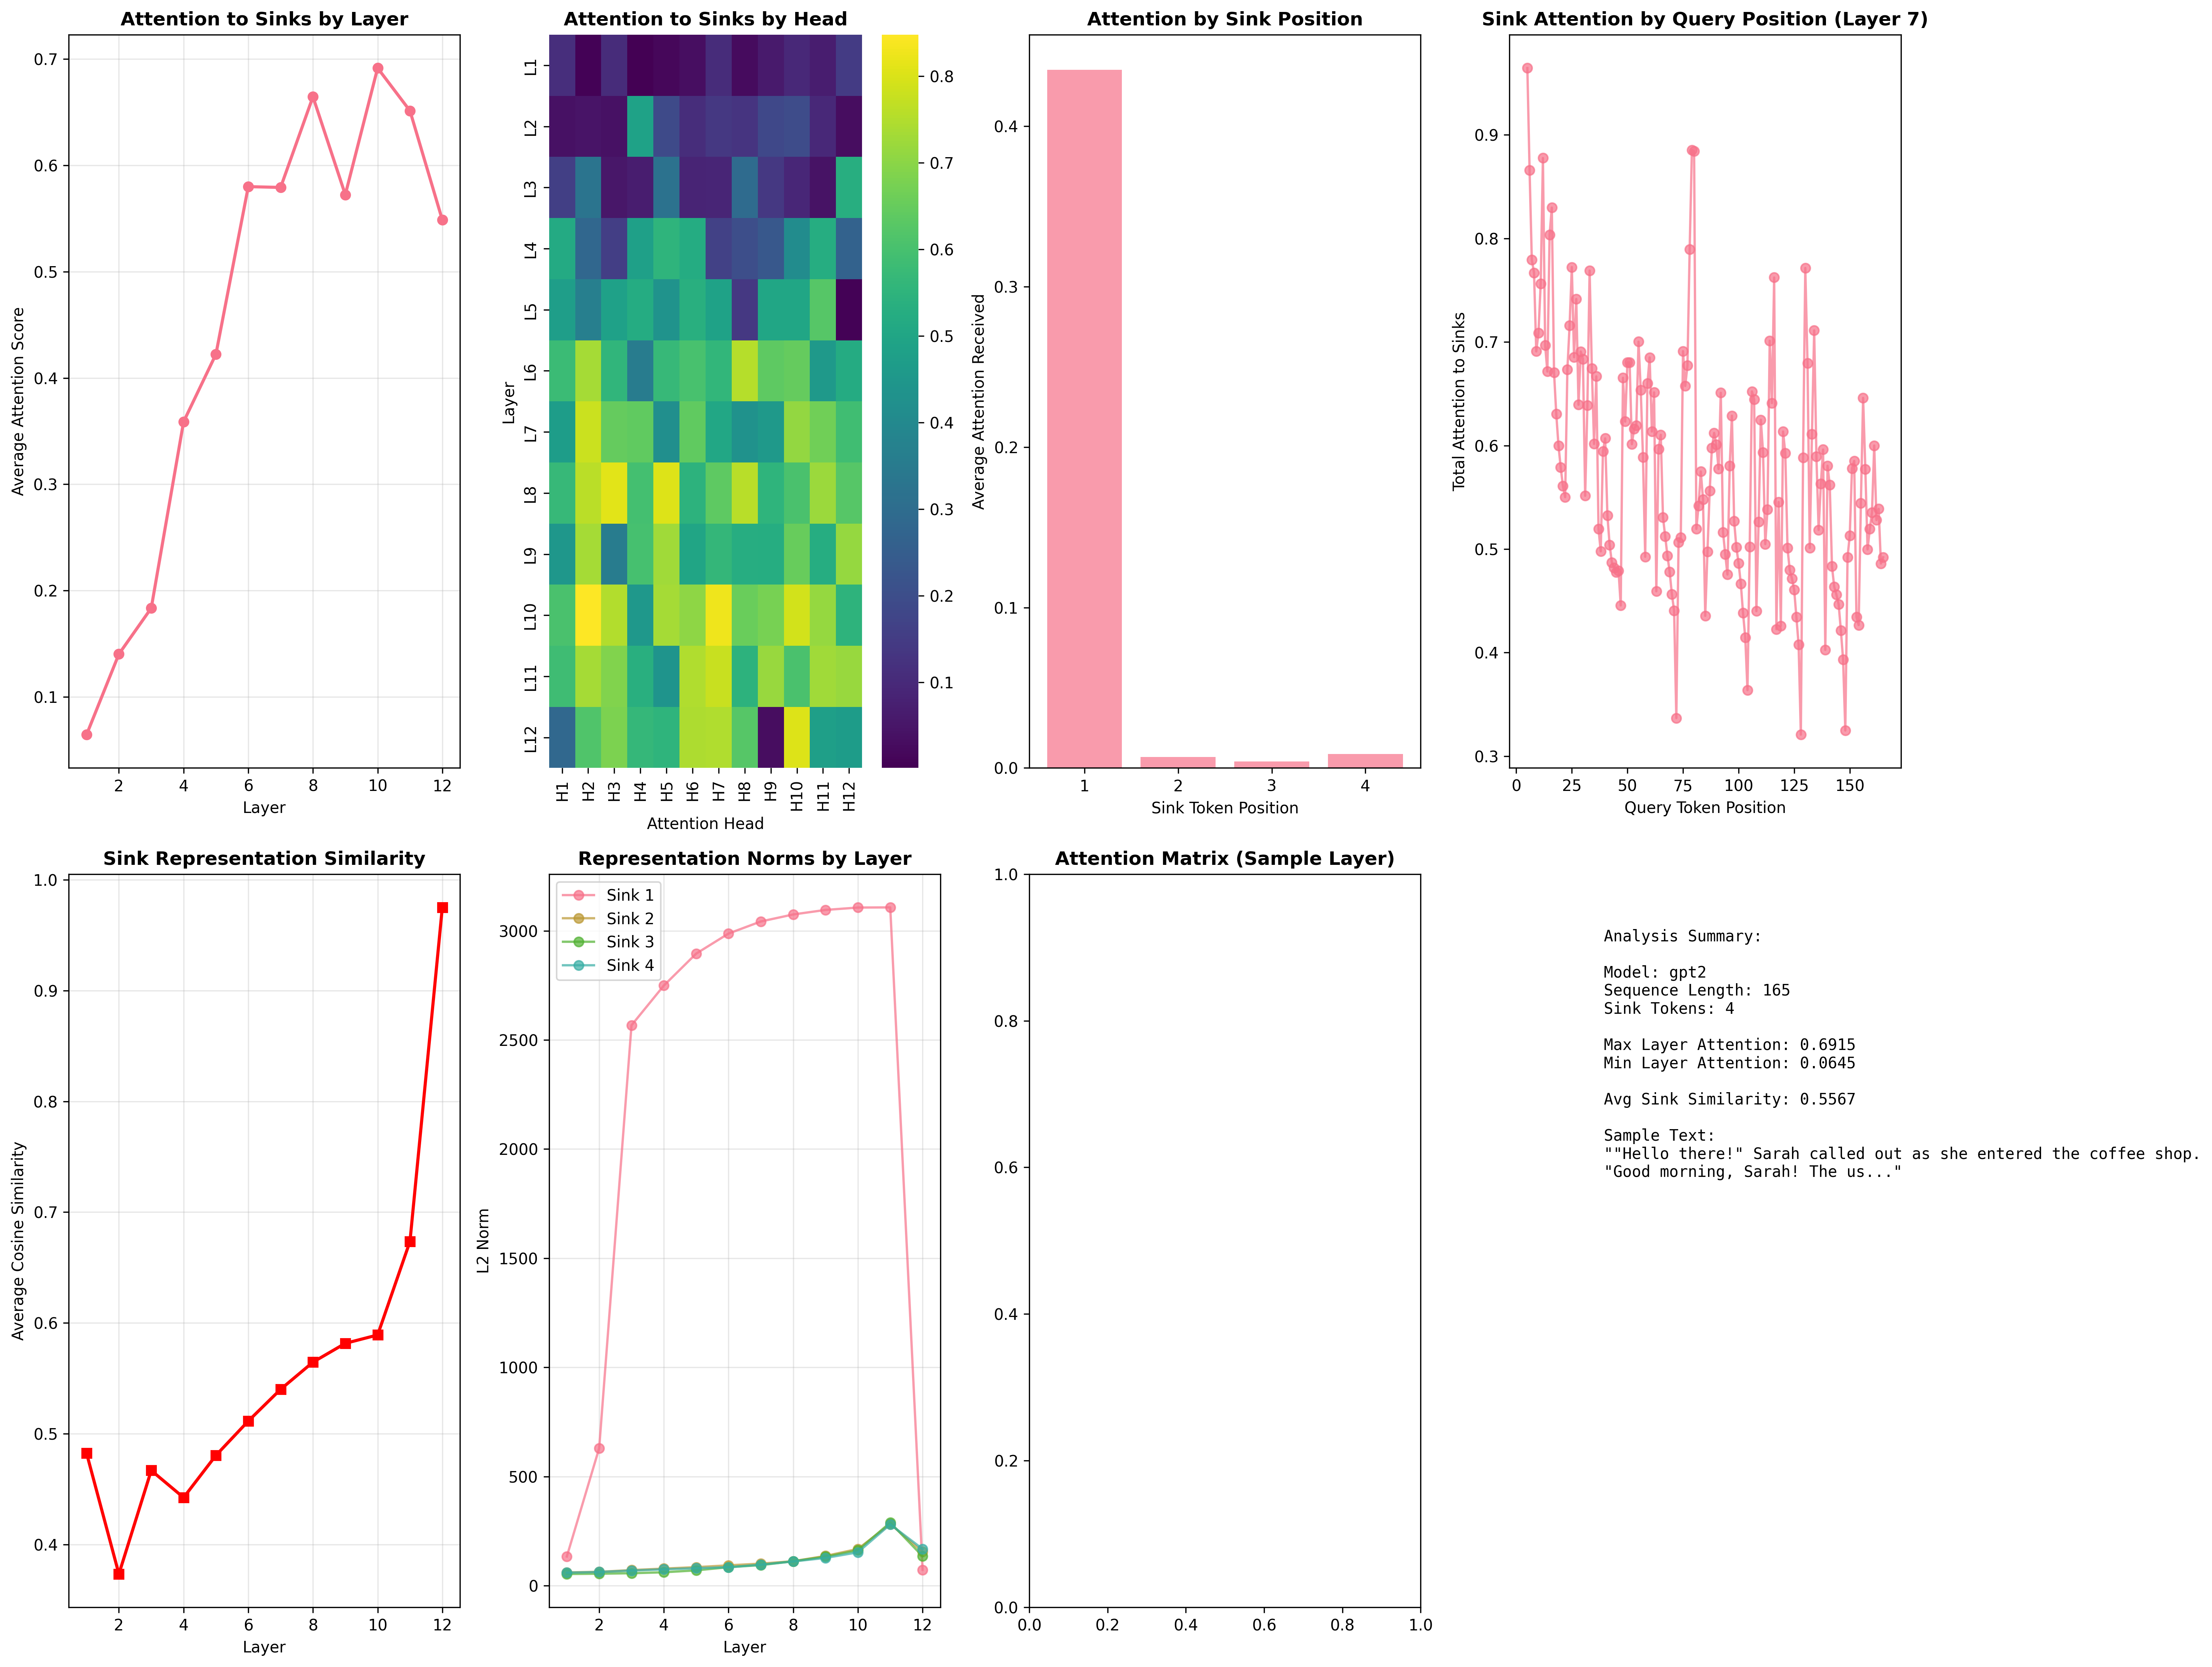 Attention to Sinks by Layer
0.7
0.6
0.5
0.4
0.3
0.2
0.1
2 4 6 8 10 12
Average Attention Score
Layer
Attention to Sinks by Head
L1
L2
L3
L4
L5
L6
L7
L8
L9
L10
L11
L12
Layer
H1 H2 H3 H4 H5 H6 H7 H8 H9 H10 H11 H12
Attention Head
0.8
0.7
0.6
0.5
0.4
0.3
0.2
0.1
Attention by Sink Position
0.4
0.3
0.2
0.1
0.0
1 2 3 4
Average Attention Received
Sink Token Position
Sink Attention by Query Position (Layer 7)
0.9
0.8
0.7
0.6
0.5
0.4
0.3
0 25 50 75 100 125 150
Total Attention to Sinks
Query Token Position
Sink Representation Similarity
1.0
0.9
0.8
0.7
0.6
0.5
0.4
2 4 6 8 10 12
Average Cosine Similarity
Layer
Representation Norms by Layer
Sink 1
Sink 2
Sink 3
Sink 4
3000
2500
2000
1500
1000
500
0
2 4 6 8 10 12
L2 Norm
Layer
Attention Matrix (Sample Layer)
1.0
0.8
0.6
0.4
0.2
0.0
0.0 0.2 0.4 0.6 0.8 1.0
Analysis Summary:
Model: gpt2
Sequence Length: 165
Sink Tokens: 4
Max Layer Attention: 0.6915
Min Layer Attention: 0.0645
Avg Sink Similarity: 0.5567
Sample Text:
""Hello there!" Sarah called out as she entered the coffee shop.
"Good morning, Sarah! The us..."